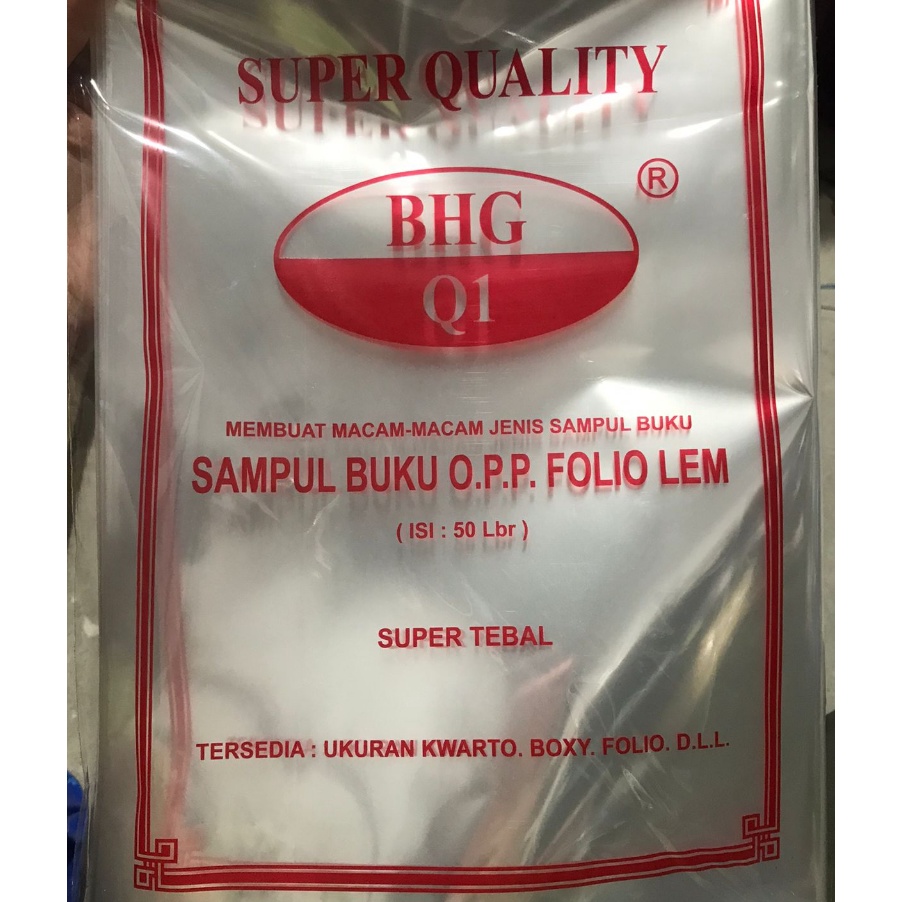 SUPER QUALITY
®
BHG
Q1
MEMBUAT MACAM-MACAM JENIS SAMPUL BUKU
SAMPUL BUKU O.P.P. FOLIO LEM
( ISI : 50 Lbr )
SUPER TEBAL
TERSEDIA : UKURAN KWARTO. BOXY. FOLIO. D.L.L.